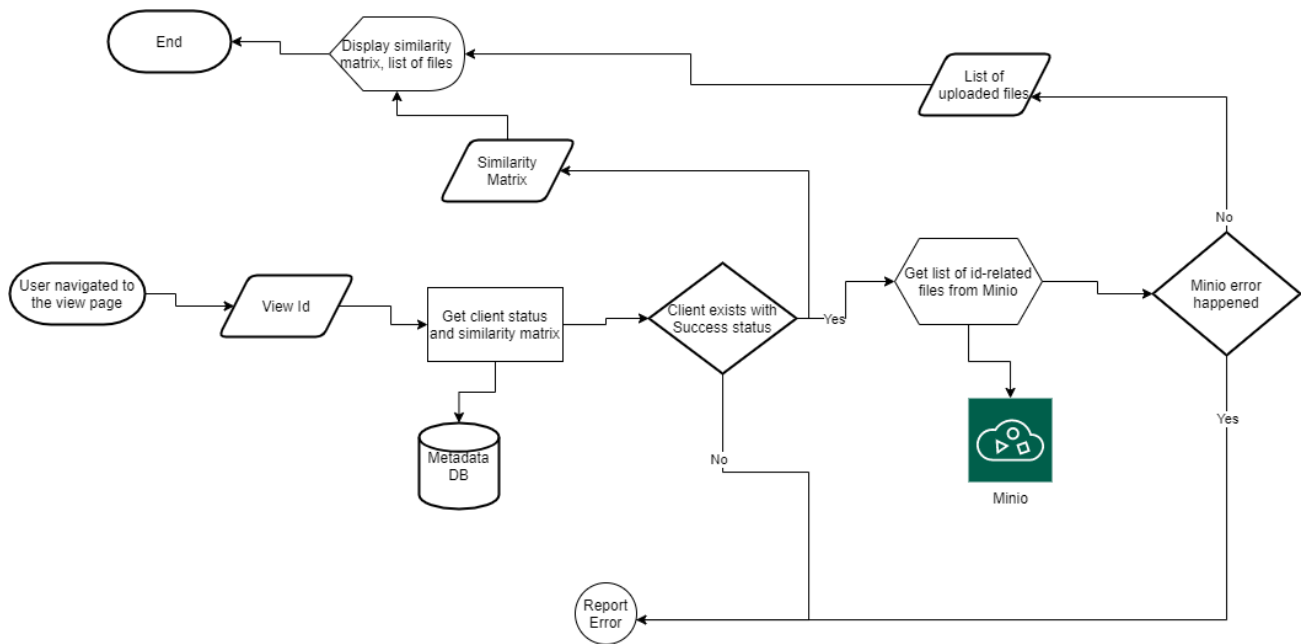 End
Display similarity
matrix, list of files
List of
uploaded files
Similarity
Matrix
No
User navigated to
the view page
View Id
Get client status
and similarity matrix
Client exists with
Success status
Yes
Get list of id-related
files from Minio
Minio error
happened
Metadata
DB
No
Minio
Yes
Report
Error